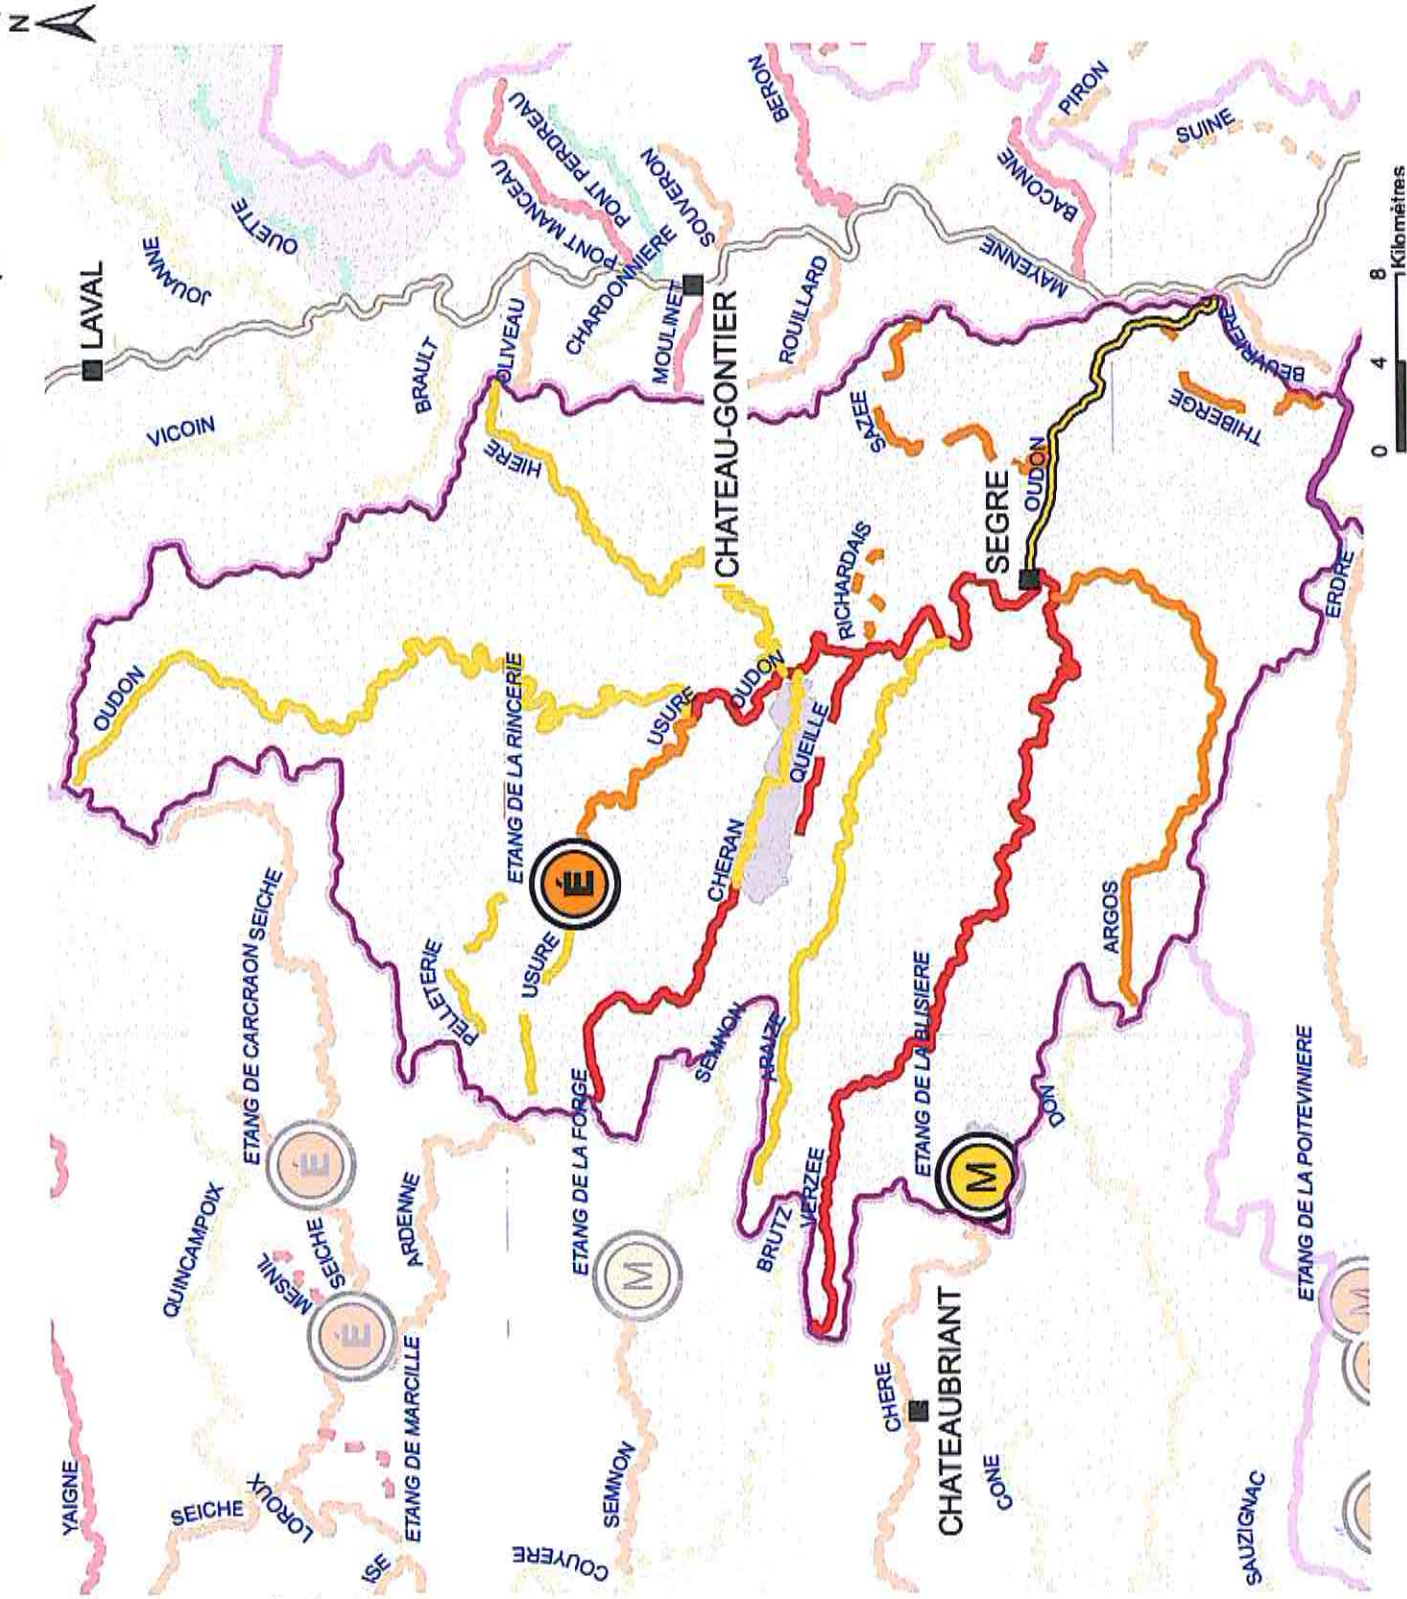 N
LAVAL
JOUANNE
OUETTE
VICOIN
BRAULT
OLIVEAU
PONT MANCEAU
PONT PERDREAU
SOUVERON
CHARDONNIERE
MOULINET
CHATEAU-GONTIER
BERON
ROUILLARD
MAYENNE
BACONNE
PIRON
SUINE
HIERE
SAZEE
SEGRE
OUDON
THIBERGE
BEUVRIERE
ERDRE
OUDON
ETANG DE LA RINCERIE
É
USURE
OUDON
RICHARDAIS
QUEILLE
CHERAN
USURE
PELLETERIE
SEICHE
ETANG DE CARCRAON
É
SEMNON
ARAIZE
ARGOS
ETANG DE LA BLISIERE
M
DON
VERZEE
BRUTZ
ETANG DE LA FORGE
M
ARDENNE
SEICHE
MESNIL
É
QUINCAMPOIX
ETANG DE MARCILLE
YAIGNE
SEICHE
LOROUX
ISE
SEMNON
COUYERE
CHERE
CHATEAUBRIANT
CONE
SAUZIGNAC
ETANG DE LA POITEVINIERE
M
0 4 8
Kilomètres